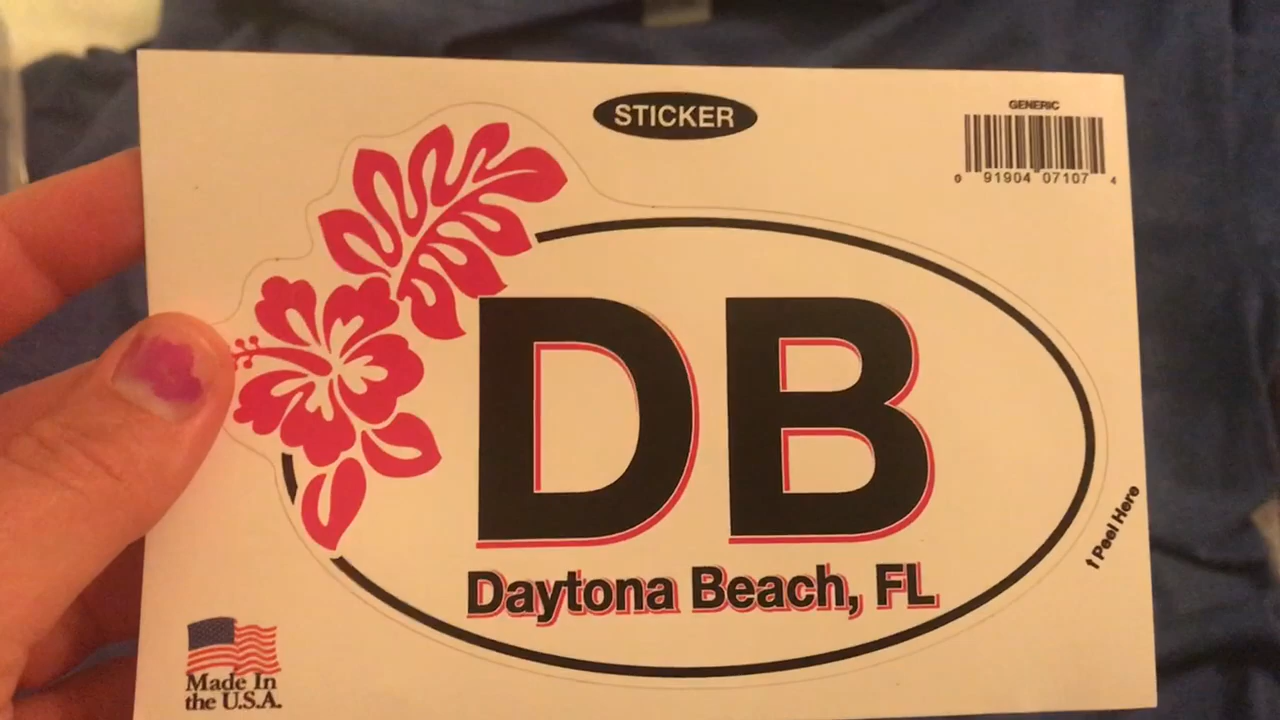 STICKER
GENERIC
0 91904 07107 4
DB
Daytona Beach, FL
↑ Peel Here
Made In
the U.S.A.